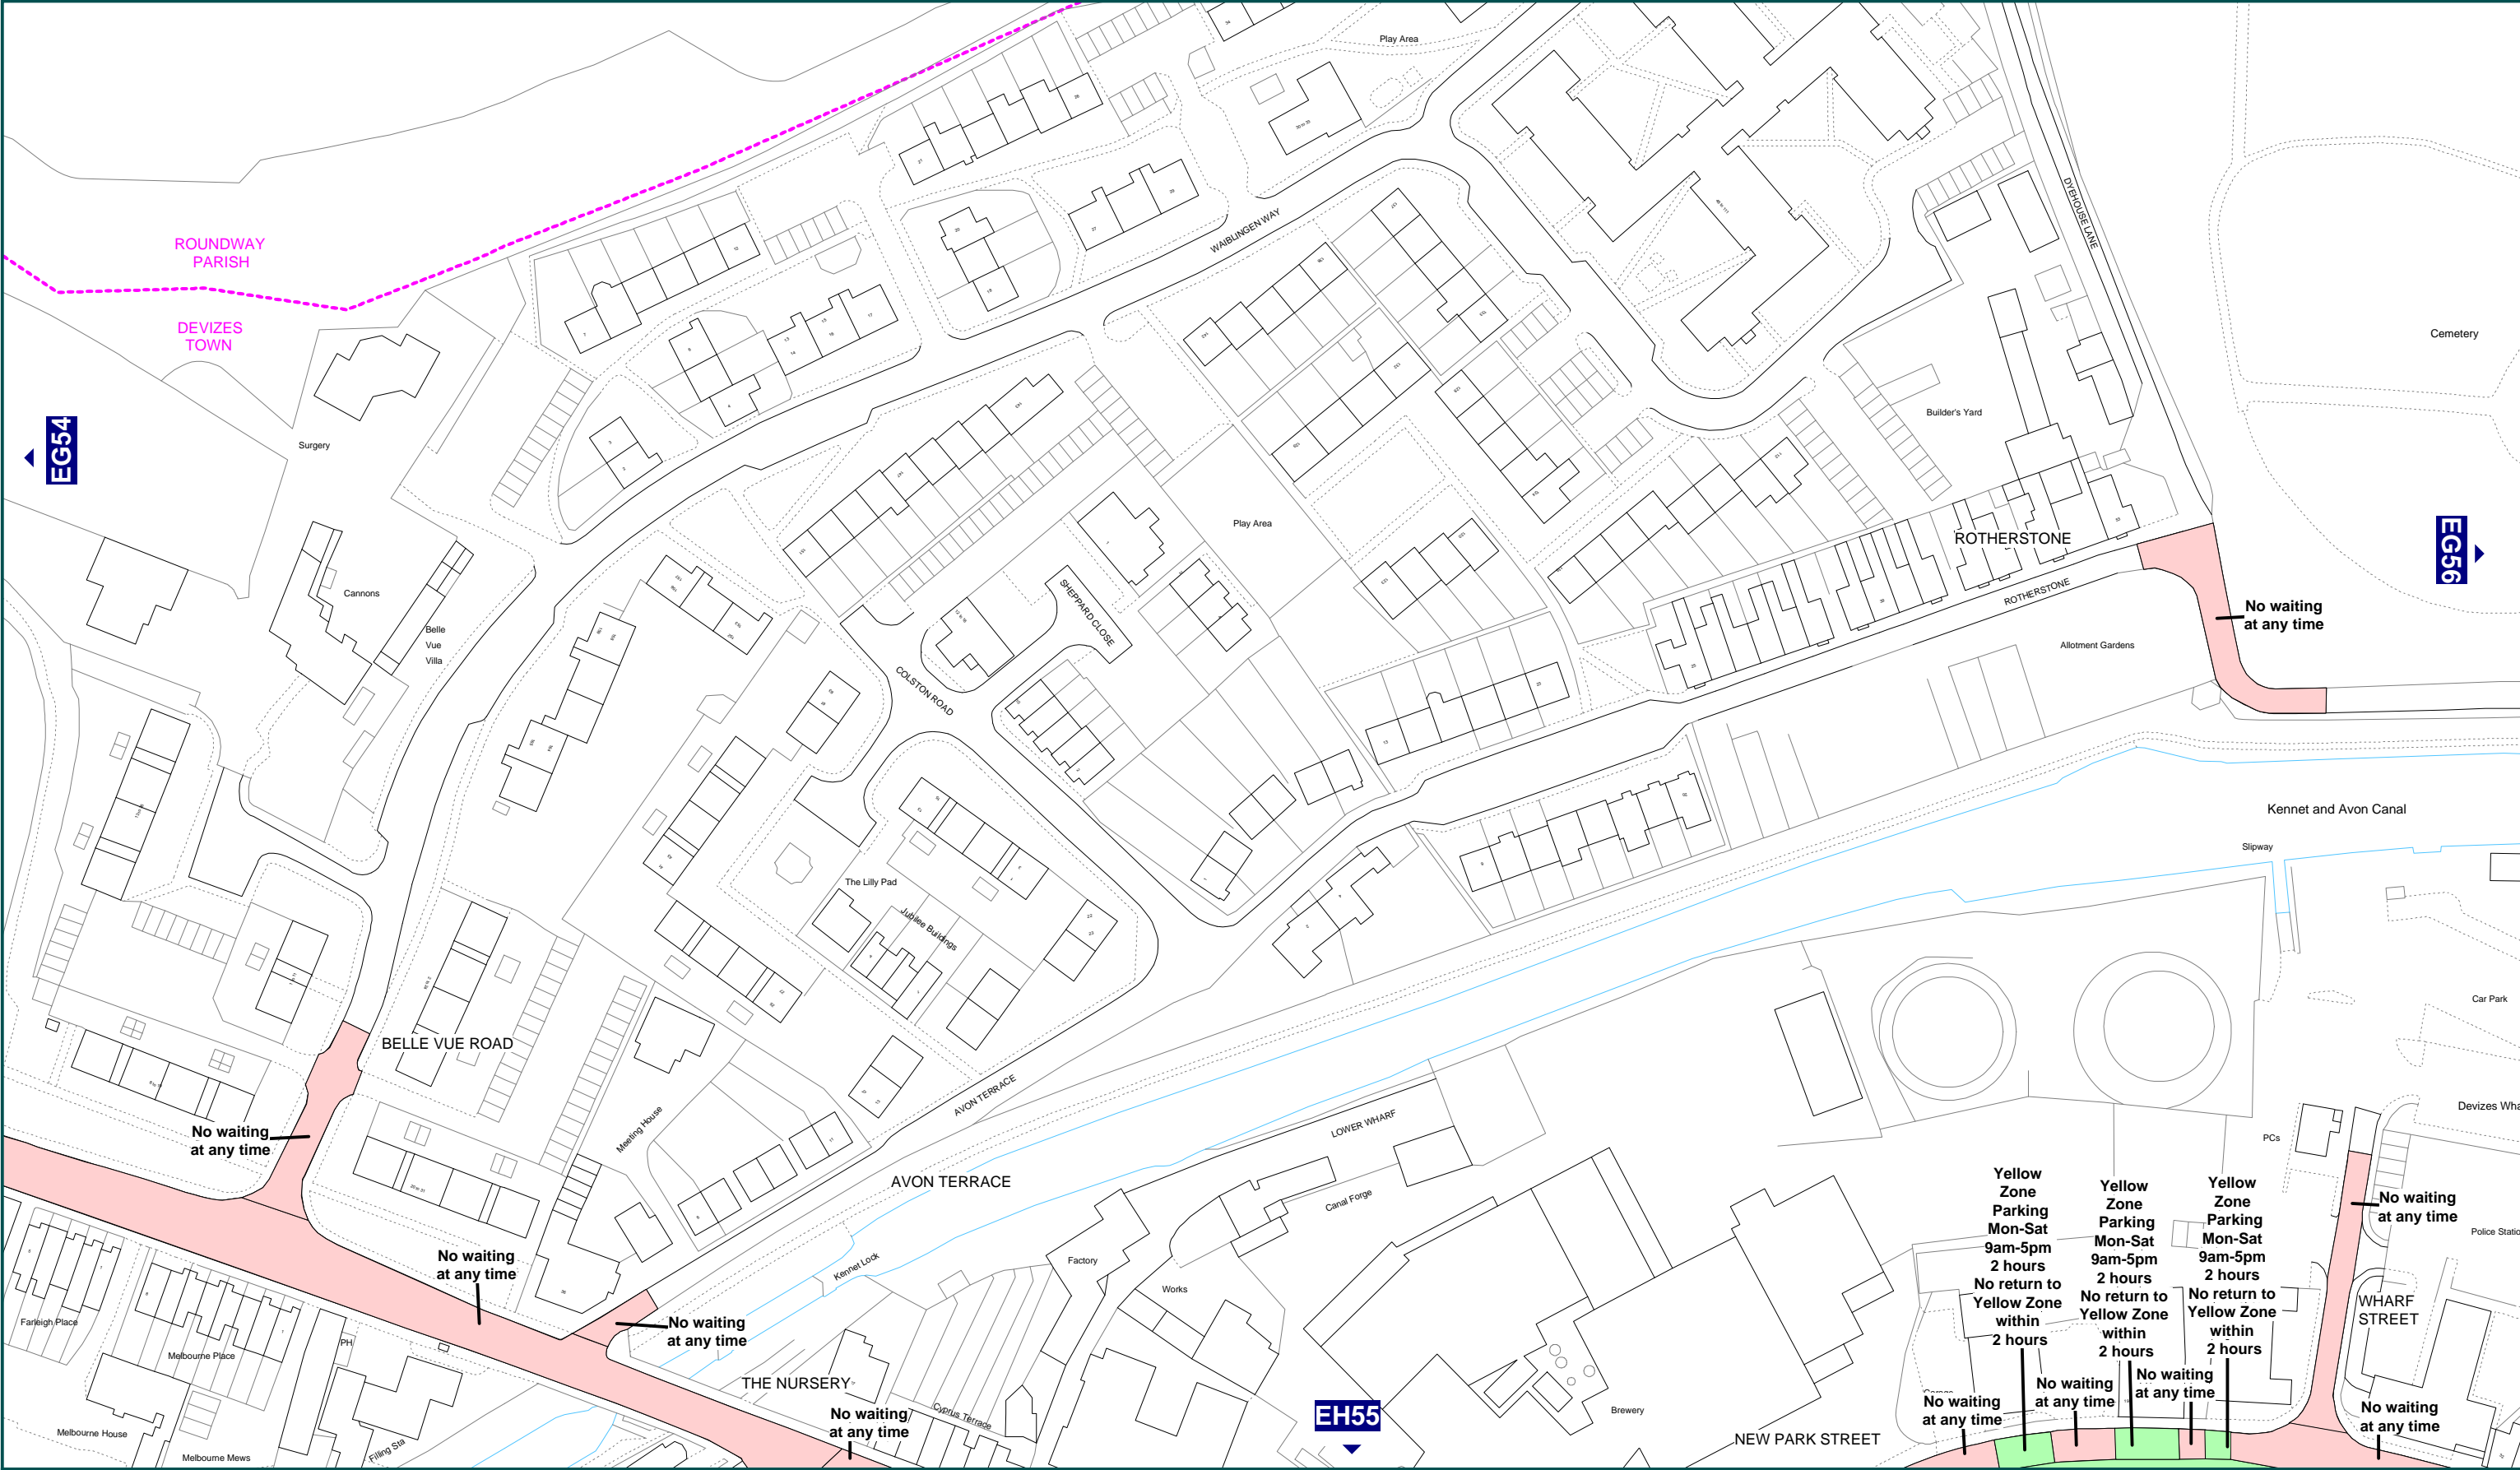 Play Area
ROUNDWAY
PARISH
DEVIZES
TOWN
WAIBLINGEN WAY
DYEHOUSE LANE
Cemetery
EG54
Surgery
Builder's Yard
Play Area
ROTHERSTONE
EG56
Cannons
SHEPPARD CLOSE
ROTHERSTONE
No waiting
at any time
Belle
Vue
Villa
Allotment Gardens
COLSTON ROAD
Kennet and Avon Canal
Slipway
The Lilly Pad
Jubilee Buildings
Car Park
BELLE VUE ROAD
AVON TERRACE
Meeting House
LOWER WHARF
Devizes Wha
No waiting
at any time
PCs
AVON TERRACE
Canal Forge
Yellow
Zone
Parking
Mon-Sat
9am-5pm
2 hours
No return to
Yellow Zone
within
2 hours
Yellow
Zone
Parking
Mon-Sat
9am-5pm
2 hours
No return to
Yellow Zone
within
2 hours
Yellow
Zone
Parking
Mon-Sat
9am-5pm
2 hours
No return to
Yellow Zone
within
2 hours
No waiting
at any time
Police Statio
No waiting
at any time
Kennet Lock
Factory
Works
WHARF
STREET
Farleigh Place
No waiting
at any time
Melbourne Place
PH
THE NURSERY
Cyprus Terrace
No waiting
at any time
EH55
Brewery
No waiting
at any time
No waiting
at any time
No waiting
at any time
No waiting
at any time
NEW PARK STREET
Melbourne House
Melbourne Mews
Filling Sta